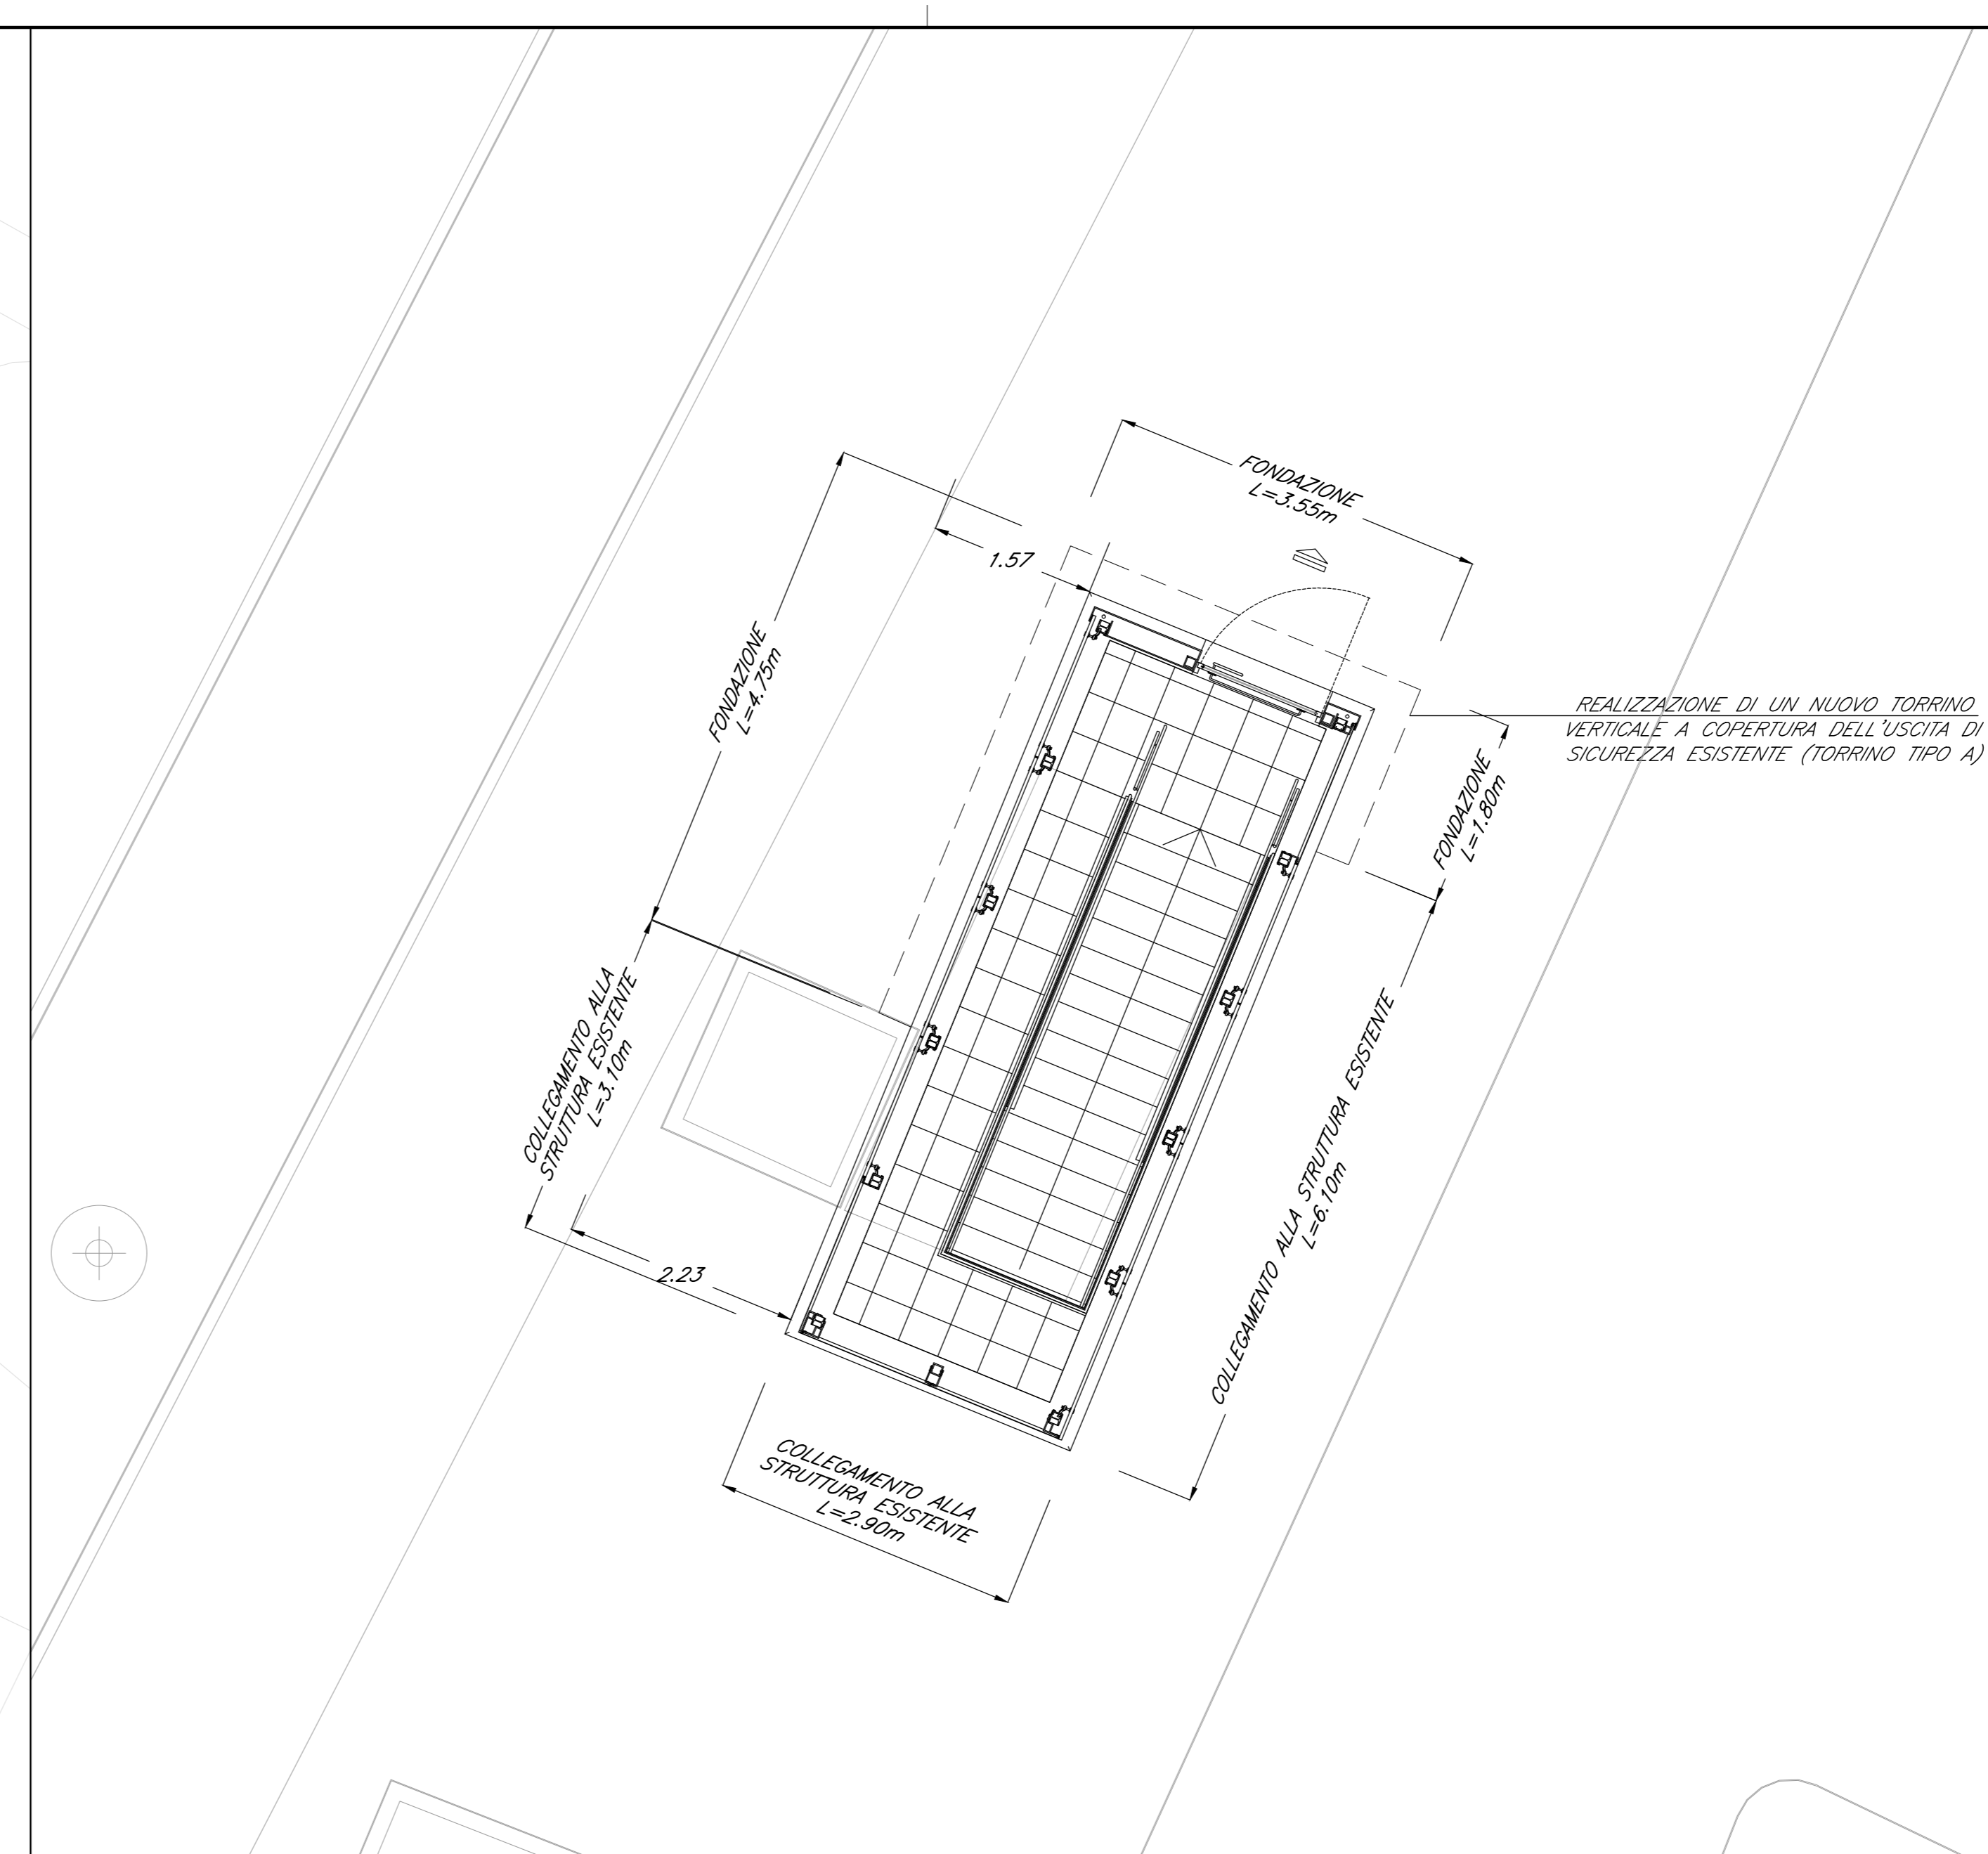 FONDAZIONE
L=3.55m
1.57
FONDAZIONE
L=4.75m
REALIZZAZIONE DI UN NUOVO TORRINO
VERTICALE A COPERTURA DELL'USCITA DI
SICUREZZA ESISTENTE (TORRINO TIPO A)
FONDAZIONE
L=1.80m
COLLEGAMENTO ALLA
STRUTTURA ESISTENTE
L=3.10m
COLLEGAMENTO ALLA STRUTTURA ESISTENTE
L=6.10m
2.23
COLLEGAMENTO ALLA
STRUTTURA ESISTENTE
L=2.90m